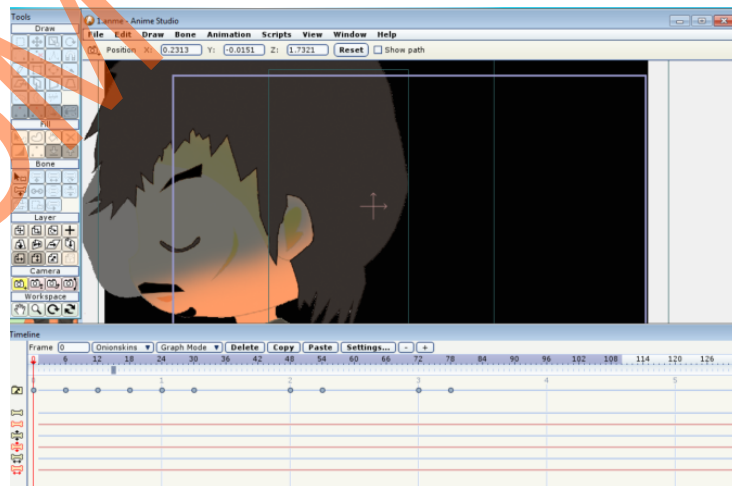 Tools
Draw
Fill
Bone
Layer
Camera
Workspace
1.anme - Anime Studio
File Edit Draw Bone Animation Scripts View Window Help
Position X: 0.2313 Y: -0.0151 Z: 1.7321 Reset Show path
Timeline
Frame 0 Onionskins Graph Mode Delete Copy Paste Settings... - +
0 6 12 18 24 30 36 42 48 54 60 66 72 78 84 90 96 102 108 114 120 126
0 1 2 3 4 5